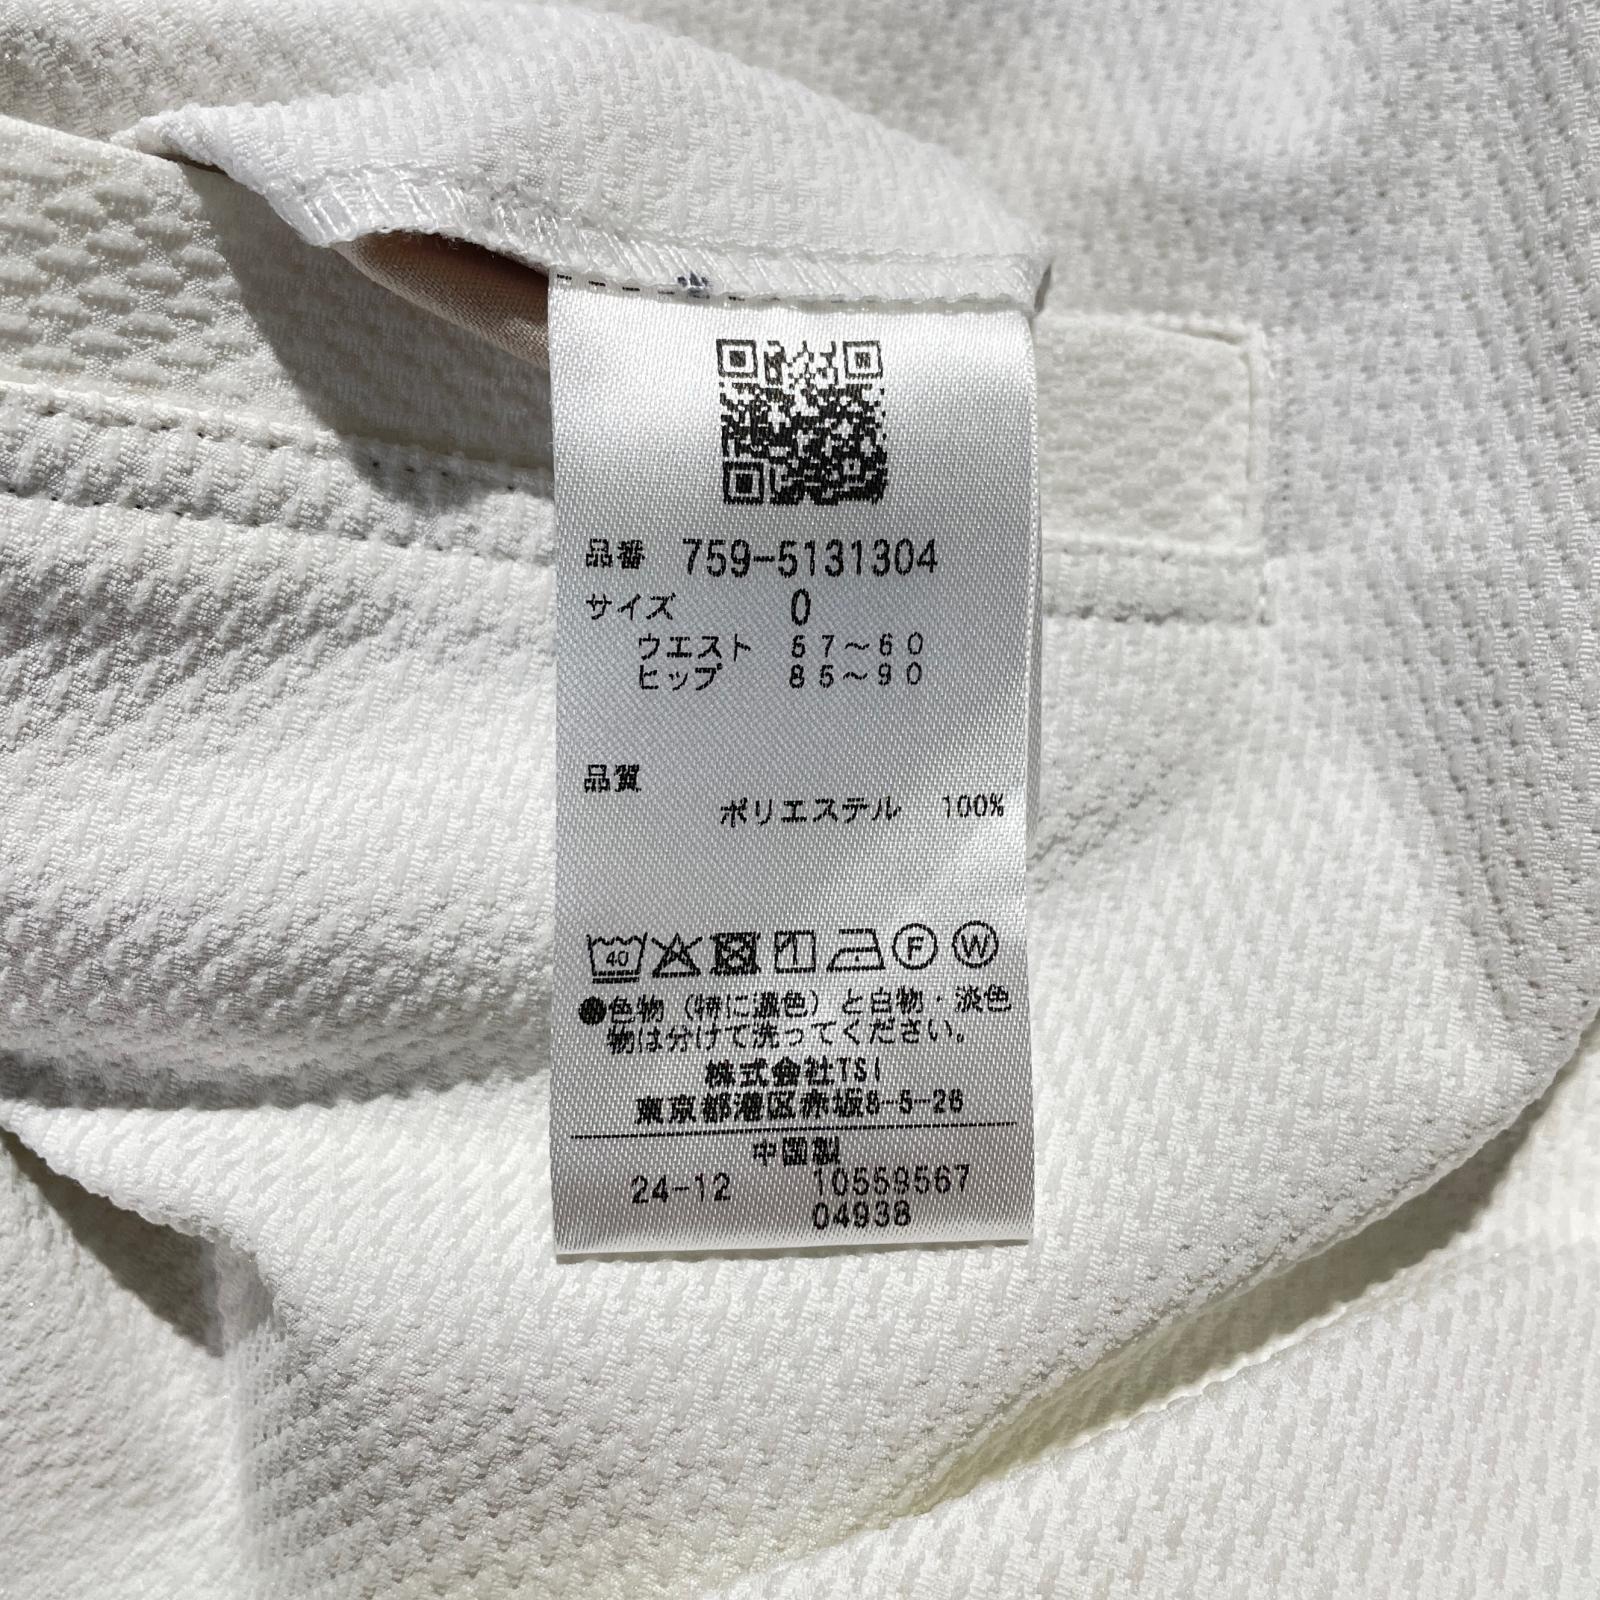 品番 759-5131304
サイズ 0
ウエスト 57～60
ヒップ 85～90
品質
ポリエステル 100%
40 1 F W
●色物（特に濃色）と白物・淡色
物は分けて洗ってください。
株式会社TSI
東京都港区赤坂8-5-26
中国製
24-12 10559567
04938